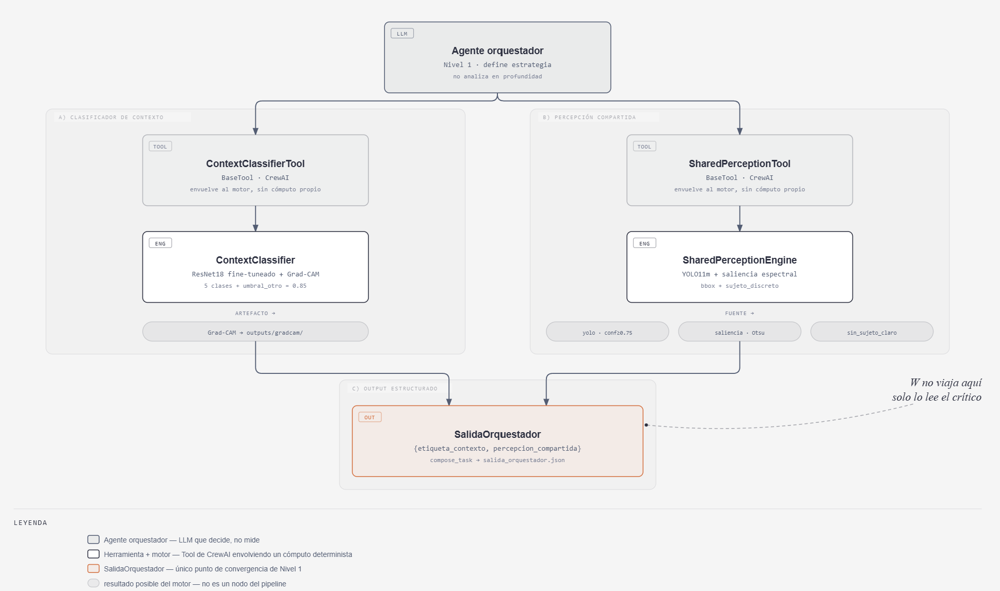 LLM
Agente orquestador
Nivel 1 · define estrategia
no analiza en profundidad
A) CLASIFICADOR DE CONTEXTO
TOOL
ContextClassifierTool
BaseTool · CrewAI
envuelve al motor, sin cómputo propio
ENG
ContextClassifier
ResNet18 fine-tuneado + Grad-CAM
5 clases + umbral_otro = 0.85
ARTEFACTO →
Grad-CAM → outputs/gradcam/
B) PERCEPCIÓN COMPARTIDA
TOOL
SharedPerceptionTool
BaseTool · CrewAI
envuelve al motor, sin cómputo propio
ENG
SharedPerceptionEngine
YOLO11m + saliencia espectral
bbox + sujeto_discreto
FUENTE →
yolo · conf≥0.75
saliencia · Otsu
sin_sujeto_claro
C) OUTPUT ESTRUCTURADO
OUT
SalidaOrquestador
{etiqueta_contexto, percepcion_compartida}
compose_task → salida_orquestador.json
W no viaja aquí
solo lo lee el crítico
LEYENDA
Agente orquestador — LLM que decide, no mide
Herramienta + motor — Tool de CrewAI envolviendo un cómputo determinista
SalidaOrquestador — único punto de convergencia de Nivel 1
resultado posible del motor — no es un nodo del pipeline